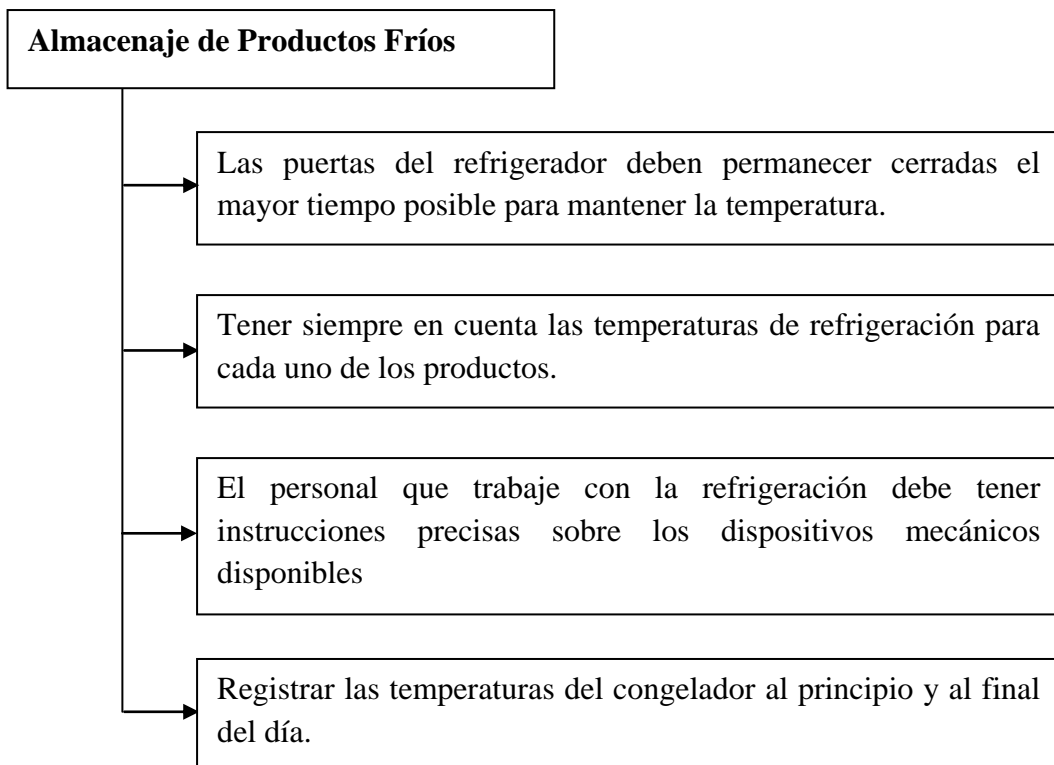 Almacenaje de Productos Fríos
Las puertas del refrigerador deben permanecer cerradas el
mayor tiempo posible para mantener la temperatura.
Tener siempre en cuenta las temperaturas de refrigeración para
cada uno de los productos.
El personal que trabaje con la refrigeración debe tener
instrucciones precisas sobre los dispositivos mecánicos
disponibles
Registrar las temperaturas del congelador al principio y al final
del día.